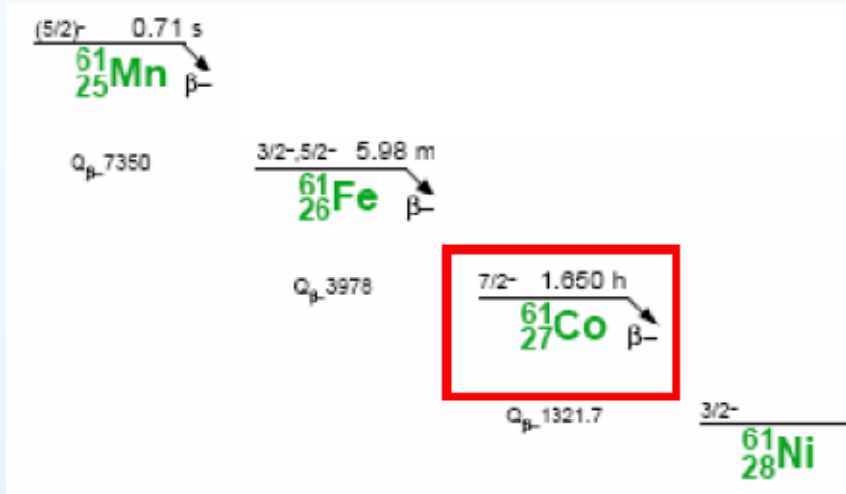 (5/2)- 0.71 s
61
25Mn β−
Qβ− 7350
3/2-,5/2- 5.98 m
61
26Fe β−
Qβ− 3978
7/2- 1.650 h
61
27Co β−
Qβ− 1321.7
3/2-
61
28Ni